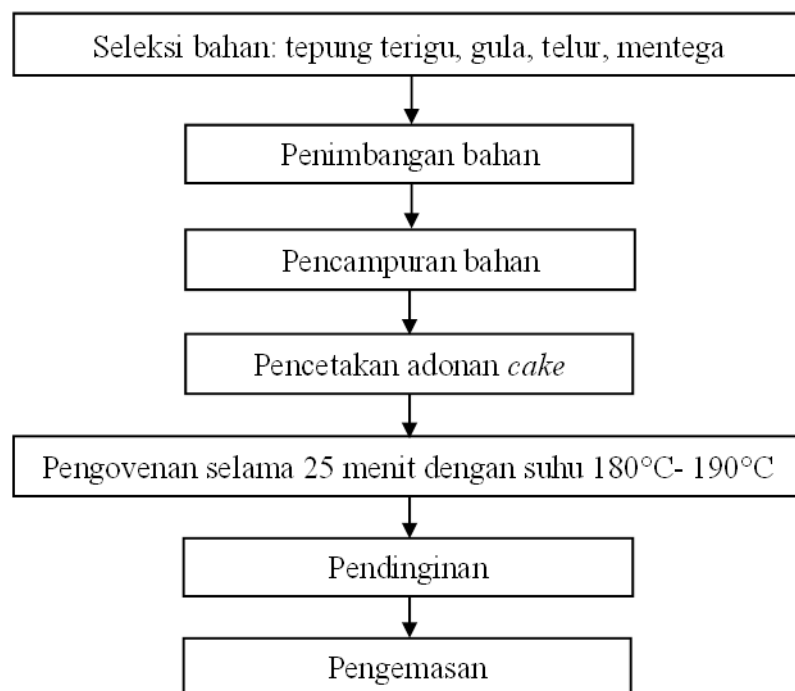 Seleksi bahan: tepung terigu, gula, telur, mentega
Penimbangan bahan
Pencampuran bahan
Pencetakan adonan cake
Pengovenan selama 25 menit dengan suhu 180°C- 190°C
Pendinginan
Pengemasan